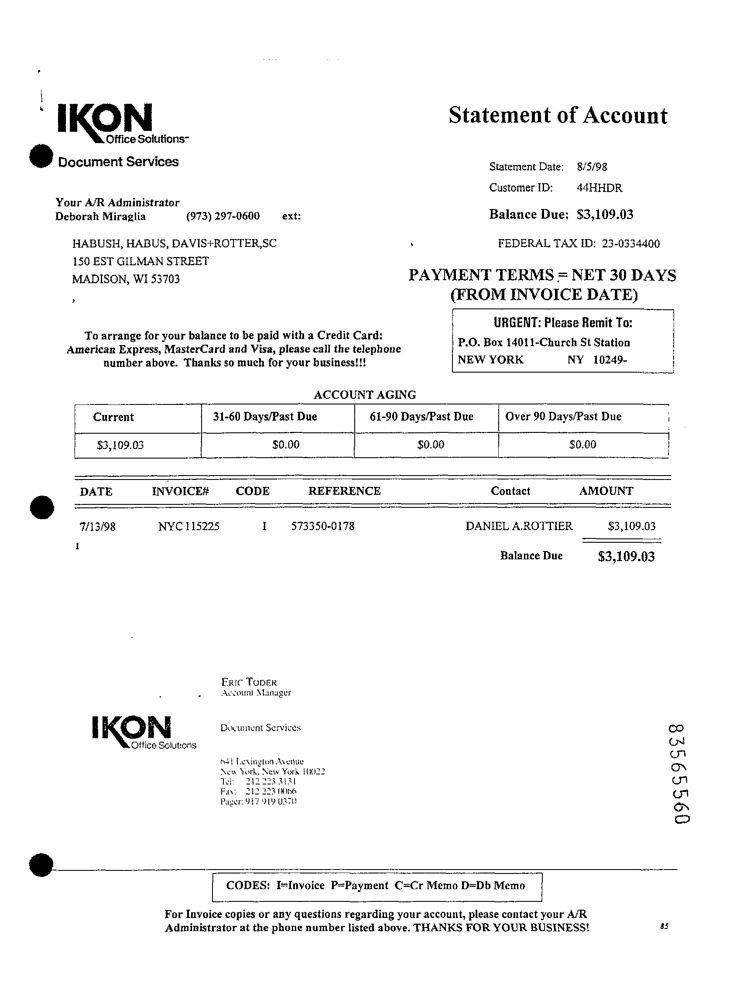 IKON
Office Solutions℠
Document Services
Statement of Account
Statement Date: 8/5/98
Customer ID: 44HHDR
Your A/R Administrator
Deborah Miraglia (973) 297-0600 ext:
Balance Due: $3,109.03
HABUSH, HABUS, DAVIS+ROTTER,SC
150 EST GILMAN STREET
MADISON, WI 53703
,
FEDERAL TAX ID: 23-0334400
PAYMENT TERMS = NET 30 DAYS
(FROM INVOICE DATE)
To arrange for your balance to be paid with a Credit Card:
American Express, MasterCard and Visa, please call the telephone
number above. Thanks so much for your business!!!
URGENT: Please Remit To:
P.O. Box 14011-Church St Station
NEW YORK NY 10249-
ACCOUNT AGING
Current 31-60 Days/Past Due 61-90 Days/Past Due Over 90 Days/Past Due
$3,109.03 $0.00 $0.00 $0.00
DATE INVOICE# CODE REFERENCE Contact AMOUNT
7/13/98 NYC115225 I 573350-0178 DANIEL A.ROTTIER $3,109.03
1
Balance Due $3,109.03
ERIC TODER
Account Manager
IKON
Office Solutions
Document Services
641 Lexington Avenue
New York, New York 10022
Tel: 212 223 3131
Fax: 212 223 0066
Pager: 917 919 0370
83565560
CODES: I=Invoice P=Payment C=Cr Memo D=Db Memo
For Invoice copies or any questions regarding your account, please contact your A/R
Administrator at the phone number listed above. THANKS FOR YOUR BUSINESS!
85